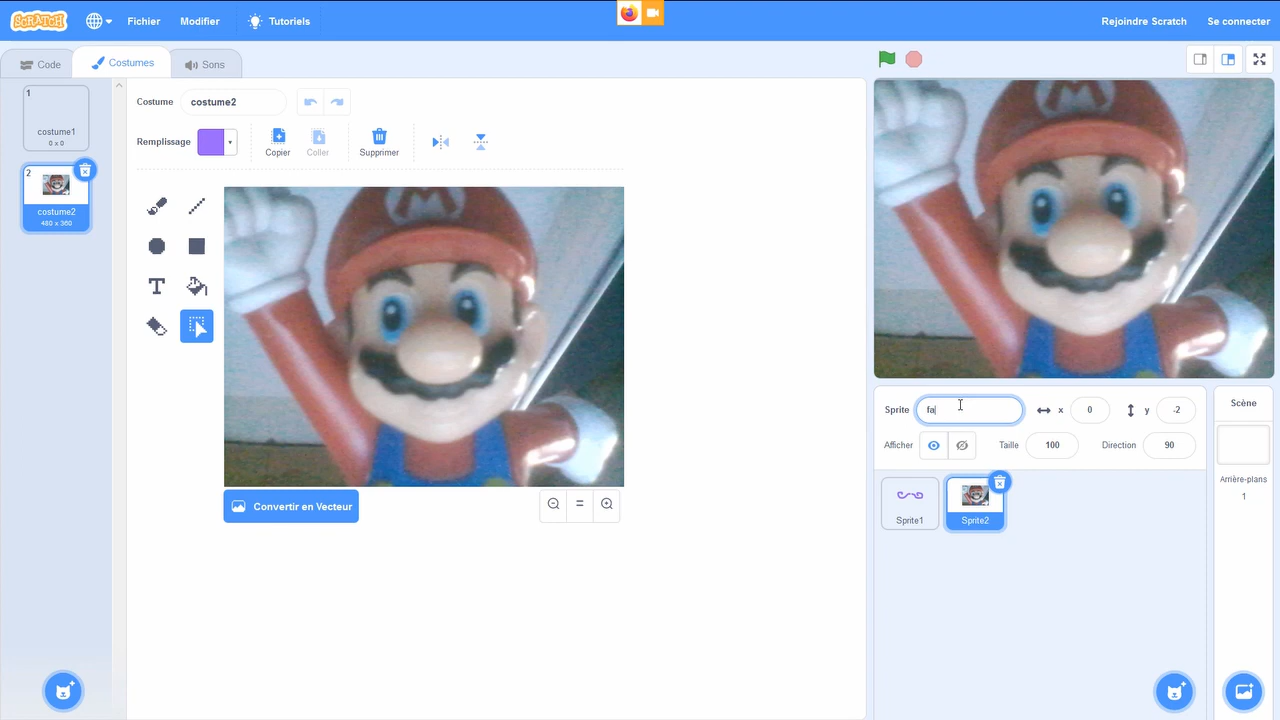 SCRATCH
Fichier
Modifier
Tutoriels
Rejoindre Scratch
Se connecter
Code
Costumes
Sons
1
costume1
0 x 0
2
costume2
480 x 360
Costume
costume2
Remplissage
Copier
Coller
Supprimer
M
T
Convertir en Vecteur
=
M
Sprite
fa
x
0
y
-2
Afficher
Taille
100
Direction
90
Sprite1
Sprite2
Scène
Arrière-plans
1